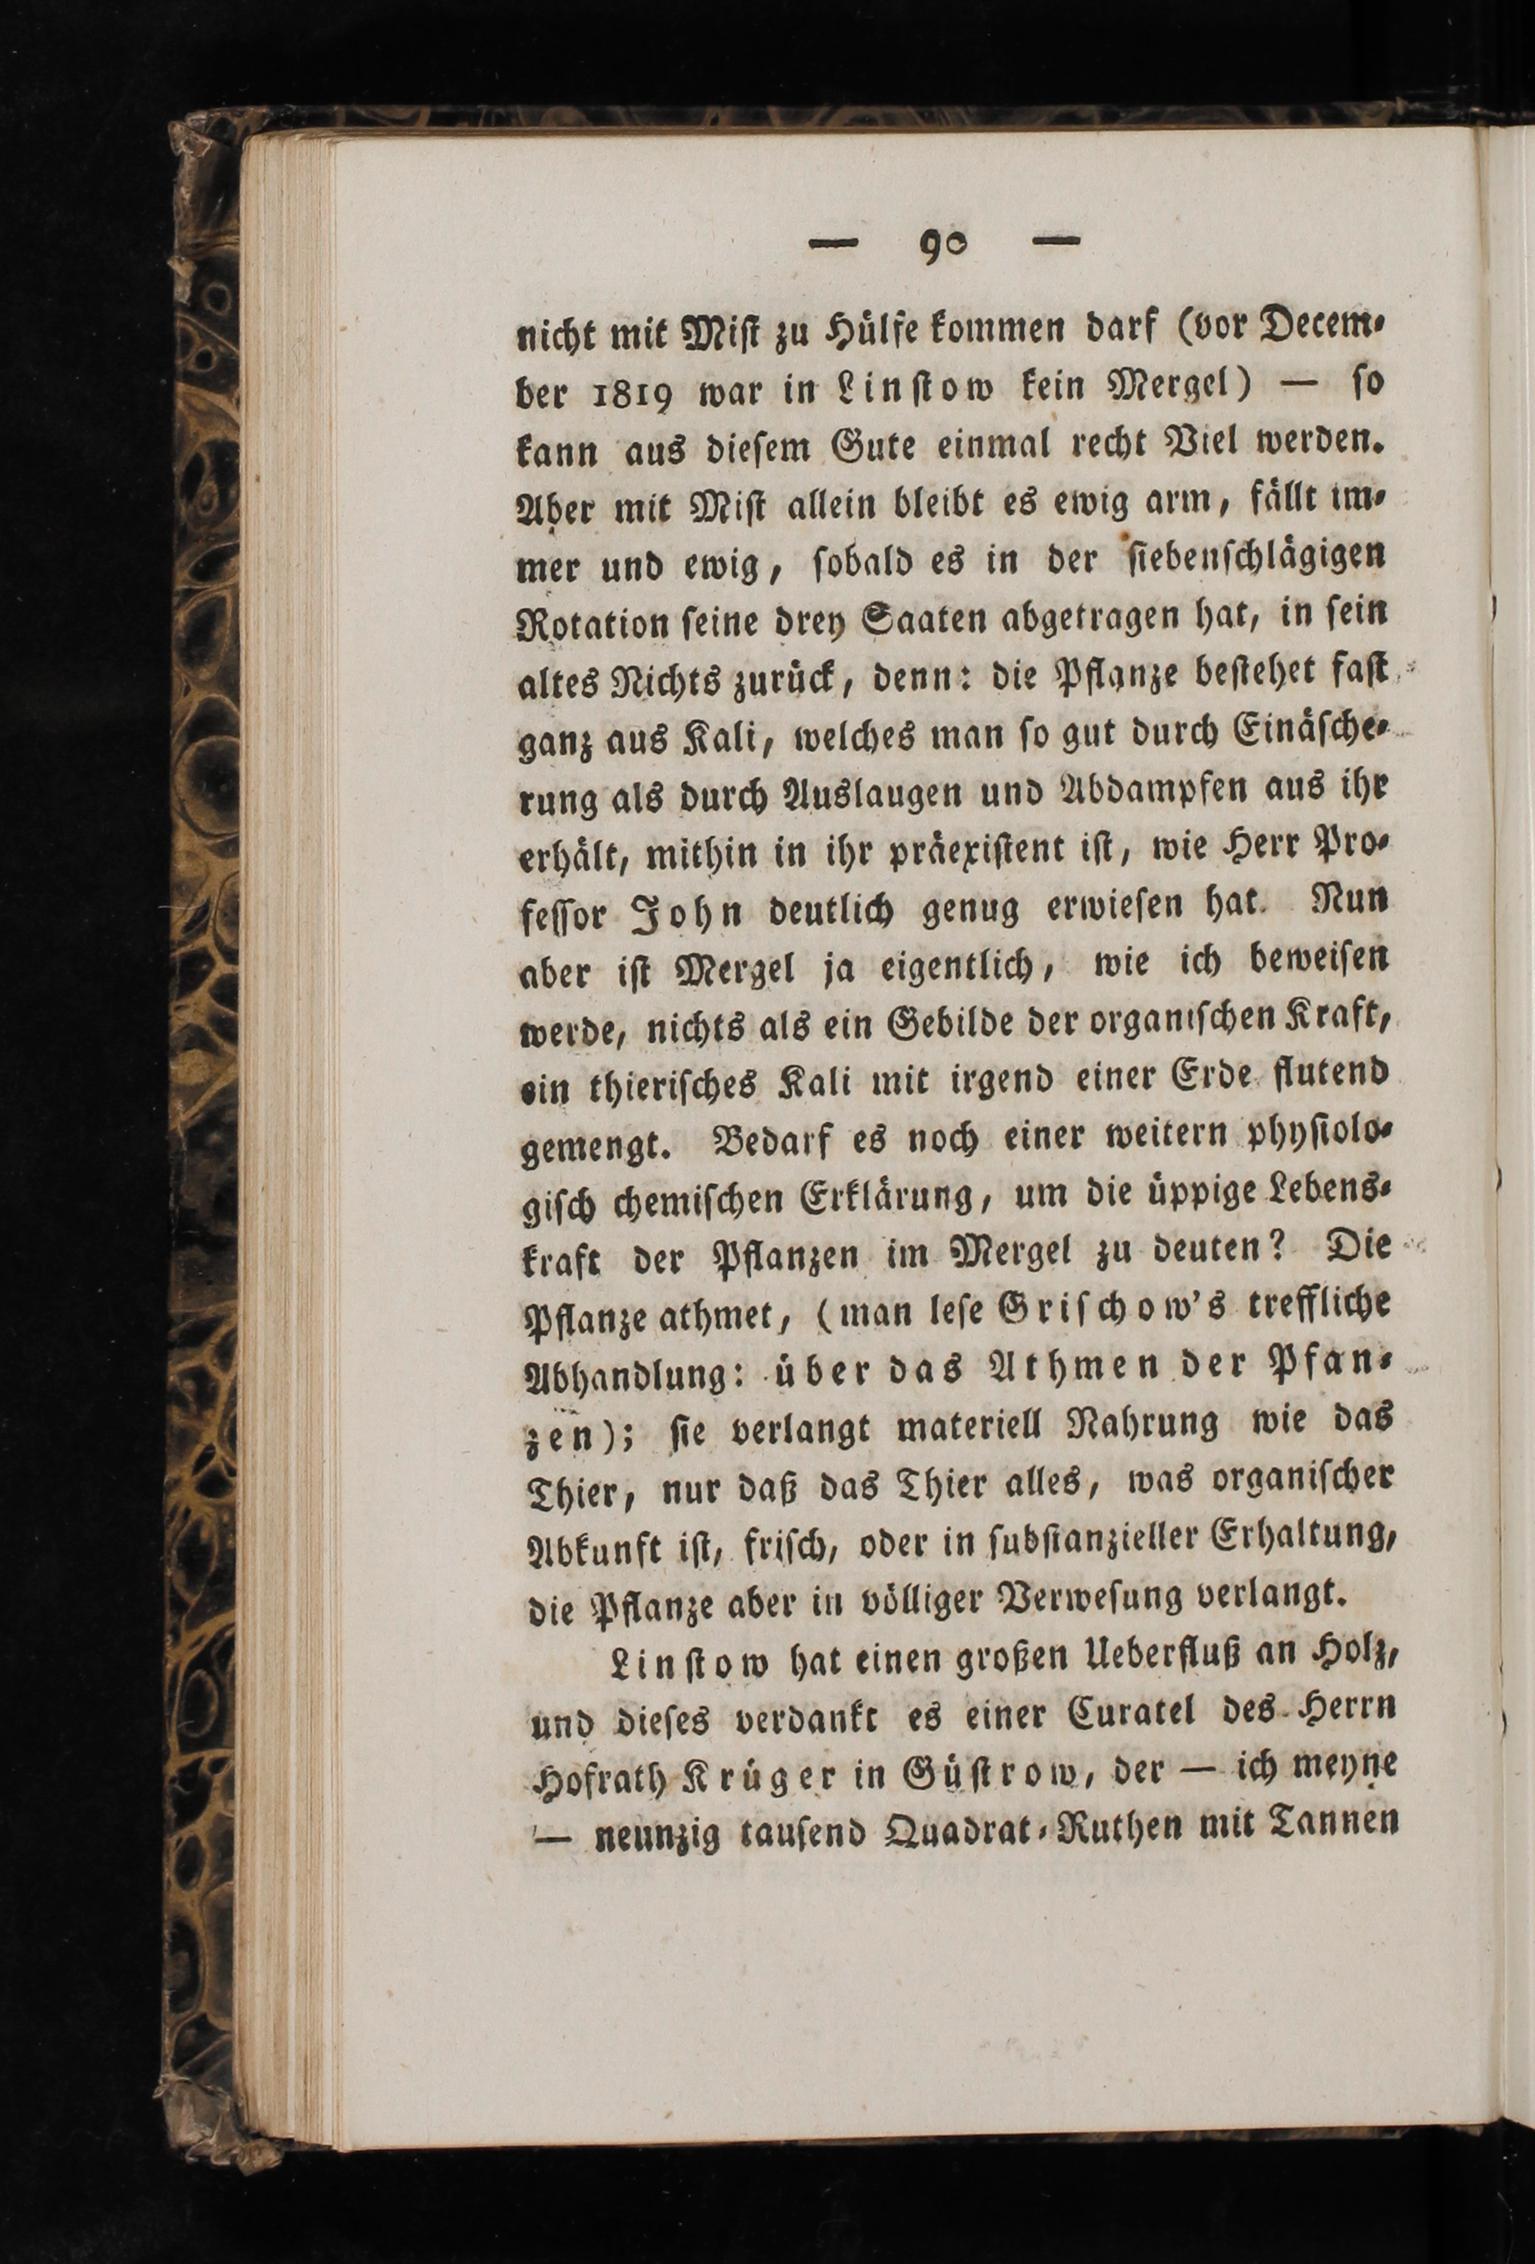 — 90 —
nicht mit Miſt zu Hülfe kommen darf (vor Decem⸗
ber 1819 war in Linſtow kein Mergel) — ſo
kann aus dieſem Gute einmal recht Viel werden.
Aber mit Miſt allein bleibt es ewig arm, fällt im⸗
mer und ewig, ſobald es in der ſiebenſchlägigen
Rotation ſeine drey Saaten abgetragen hat, in ſein
altes Nichts zurück, denn: die Pflanze beſtehet faſt
ganz aus Kali, welches man ſo gut durch Einäſche⸗
rung als durch Auslaugen und Abdampfen aus ihr
erhält, mithin in ihr präexiſtent iſt, wie Herr Pro⸗
feſſor John deutlich genug erwieſen hat. Nun
aber iſt Mergel ja eigentlich, wie ich beweiſen
werde, nichts als ein Gebilde der organiſchen Kraft,
ein thieriſches Kali mit irgend einer Erde flutend
gemengt. Bedarf es noch einer weitern phyſiolo⸗
giſch chemiſchen Erklärung, um die üppige Lebens⸗
kraft der Pflanzen im Mergel zu deuten? Die
Pflanze athmet, (man leſe Griſchow's treffliche
Abhandlung: über das Athmen der Pfan⸗
zen); ſie verlangt materiell Nahrung wie das
Thier, nur daß das Thier alles, was organiſcher
Abkunft iſt, friſch, oder in ſubſtanzieller Erhaltung,
die Pflanze aber in völliger Verweſung verlangt.
Linſtow hat einen großen Ueberfluß an Holz,
und dieſes verdankt es einer Curatel des Herrn
Hofrath Krüger in Güſtrow, der — ich meyne
— neunzig tauſend Quadrat⸗Ruthen mit Tannen